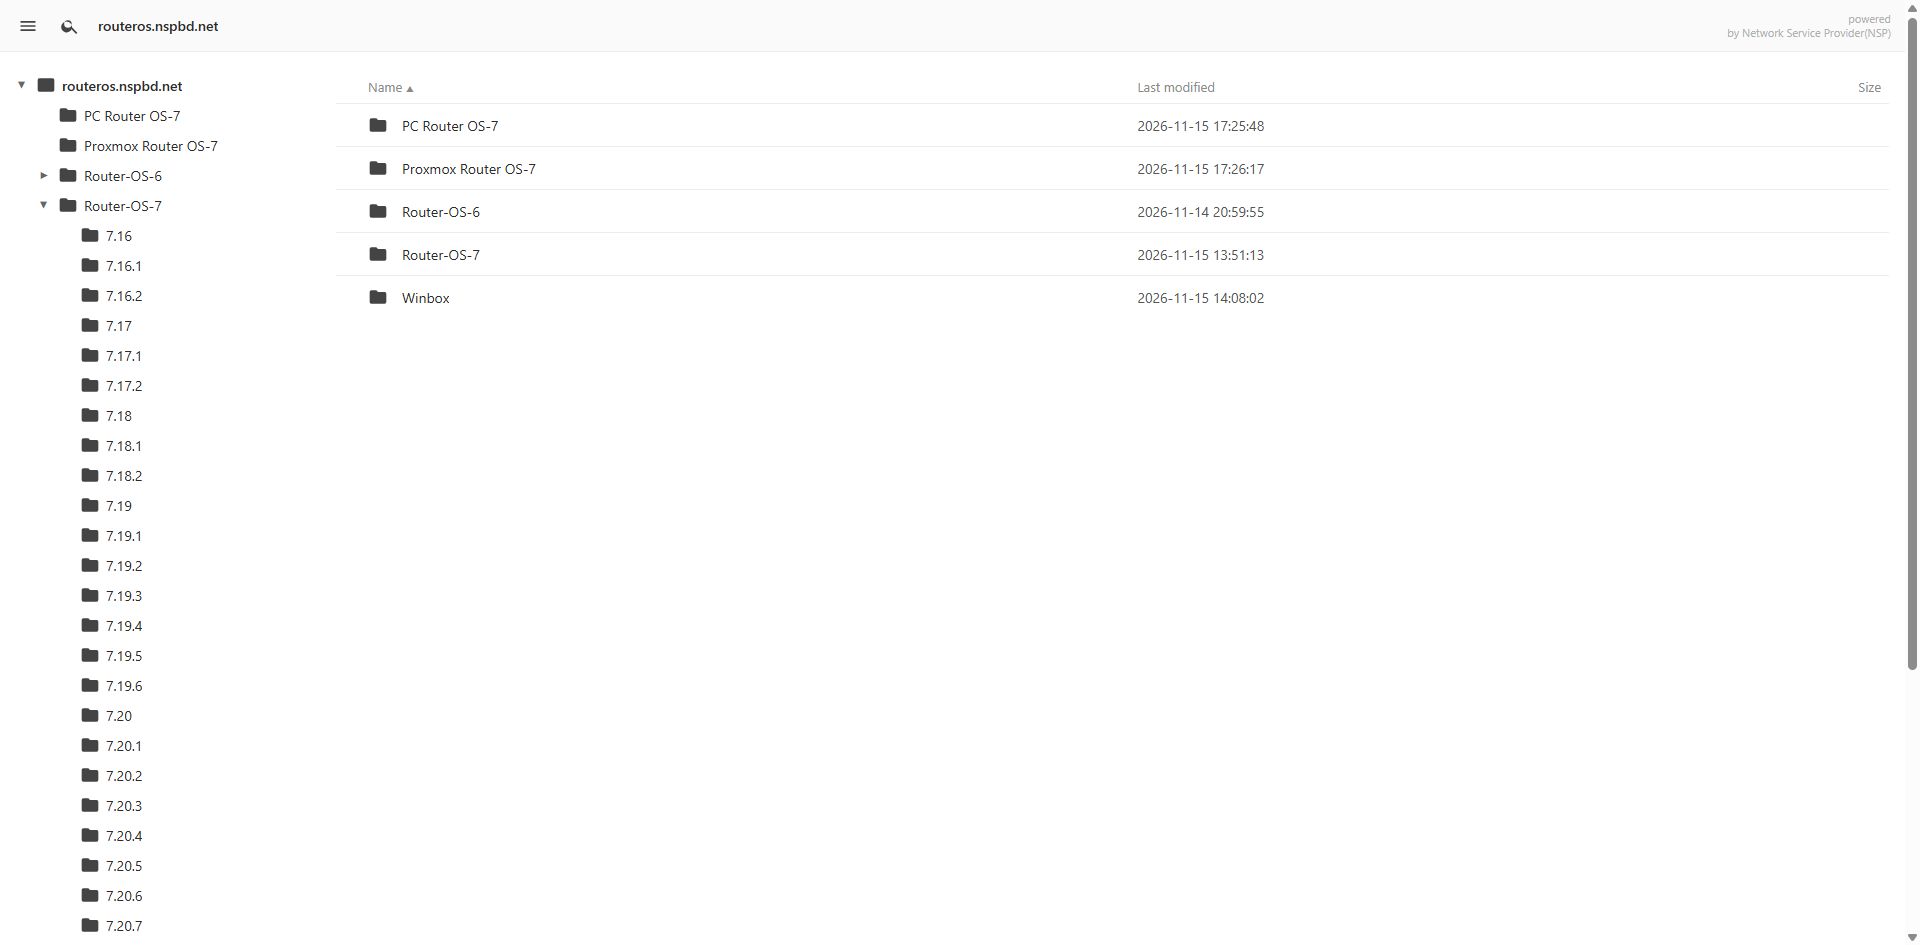 routeros.nspbd.net
powered
by Network Service Provider(NSP)
routeros.nspbd.net
PC Router OS-7
Proxmox Router OS-7
Router-OS-6
Router-OS-7
7.16
7.16.1
7.16.2
7.17
7.17.1
7.17.2
7.18
7.18.1
7.18.2
7.19
7.19.1
7.19.2
7.19.3
7.19.4
7.19.5
7.19.6
7.20
7.20.1
7.20.2
7.20.3
7.20.4
7.20.5
7.20.6
7.20.7
Name Last modified Size
PC Router OS-7 2026-11-15 17:25:48
Proxmox Router OS-7 2026-11-15 17:26:17
Router-OS-6 2026-11-14 20:59:55
Router-OS-7 2026-11-15 13:51:13
Winbox 2026-11-15 14:08:02